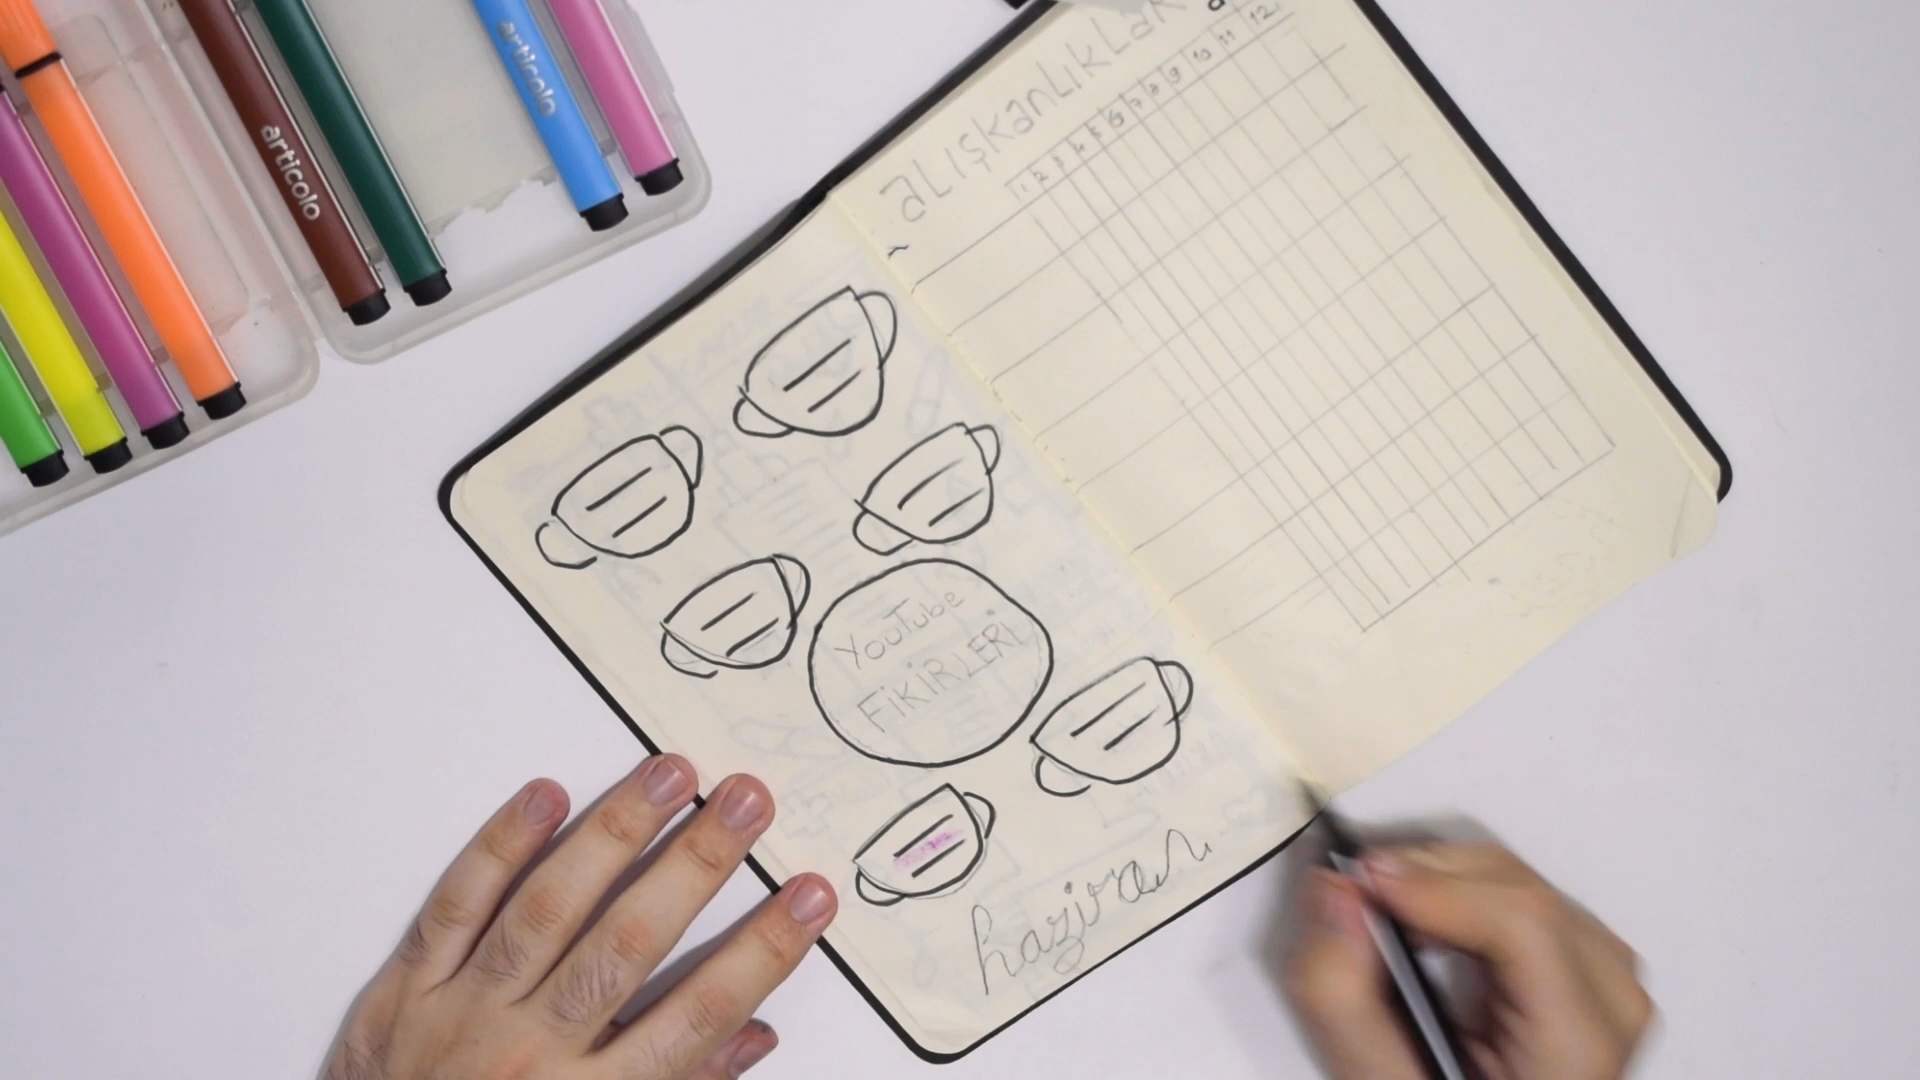 articolo
articolo
YouTube
FİKİRLERİ
haziran
aLIşkanLIKLar
1 2 3 4 5 6 7 8 9 10 11 12